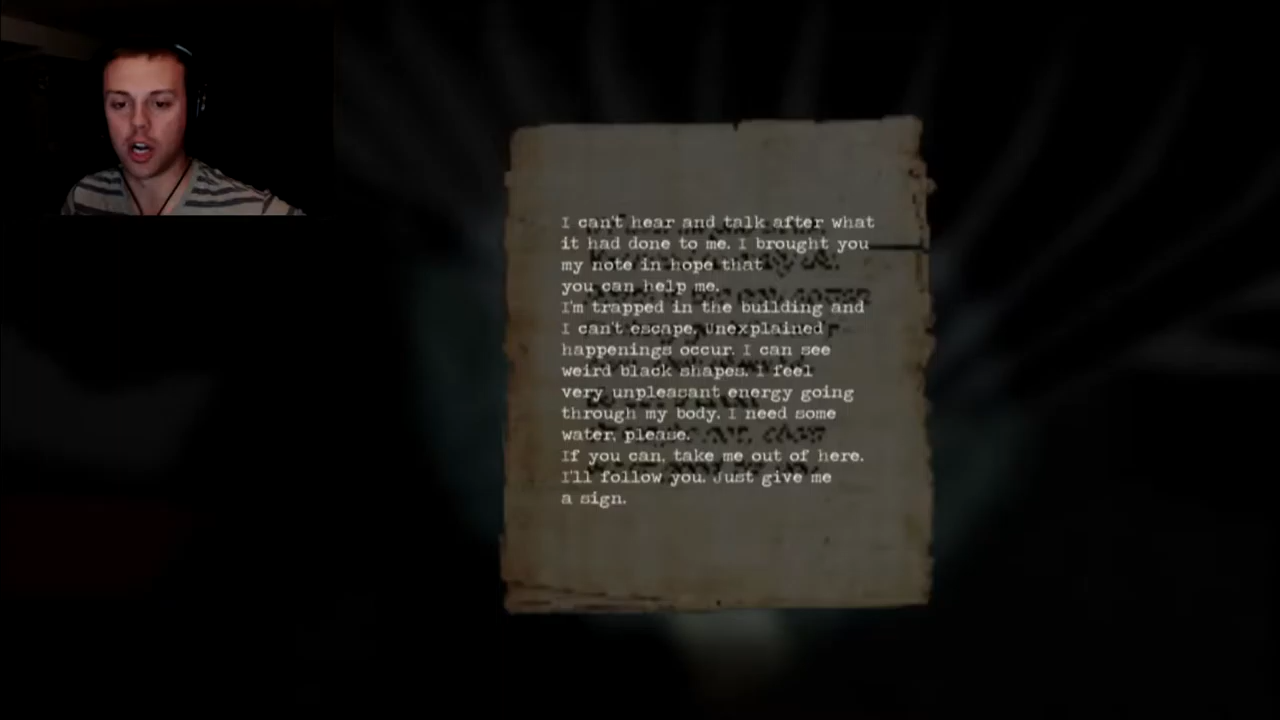 I can't hear and talk after what
it had done to me. I brought you
my note in hope that
you can help me.
I'm trapped in the building and
I can't escape. Unexplained
happenings occur. I can see
weird black shapes. I feel
very unpleasant energy going
through my body. I need some
water, please.
If you can, take me out of here.
I'll follow you. Just give me
a sign.